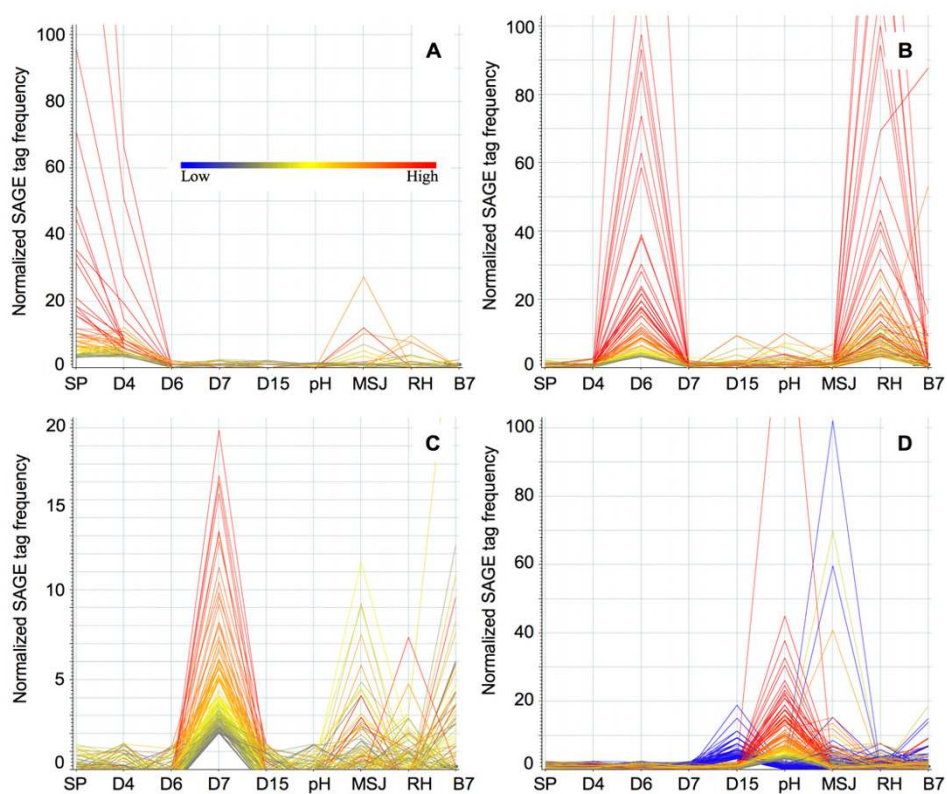 A
Normalized SAGE tag frequency
100
80
60
40
20
0
Low
High
SP D4 D6 D7 D15 pH MSJ RH B7
B
Normalized SAGE tag frequency
100
80
60
40
20
0
SP D4 D6 D7 D15 pH MSJ RH B7
C
Normalized SAGE tag frequency
20
15
10
5
0
SP D4 D6 D7 D15 pH MSJ RH B7
D
Normalized SAGE tag frequency
100
80
60
40
20
0
SP D4 D6 D7 D15 pH MSJ RH B7